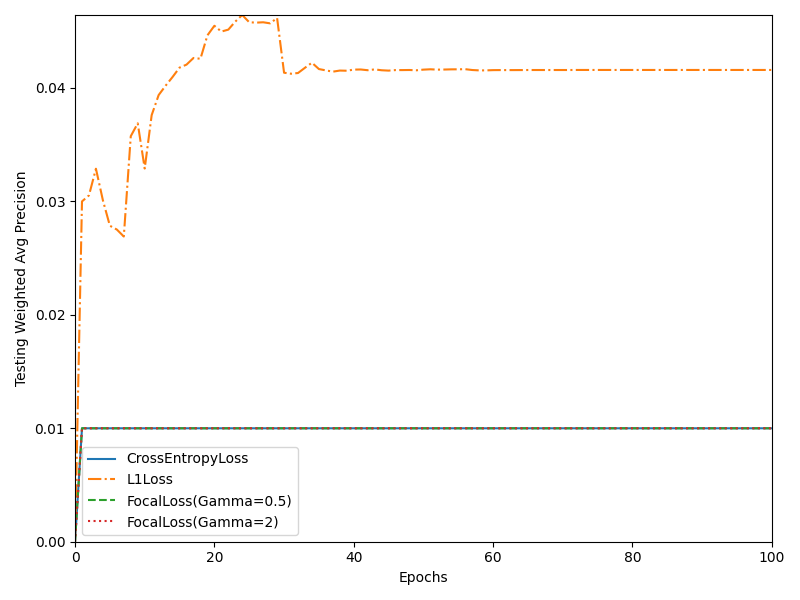 Testing Weighted Avg Precision
0.04
0.03
0.02
0.01
0.00
CrossEntropyLoss
L1Loss
FocalLoss(Gamma=0.5)
FocalLoss(Gamma=2)
0 20 40 60 80 100
Epochs